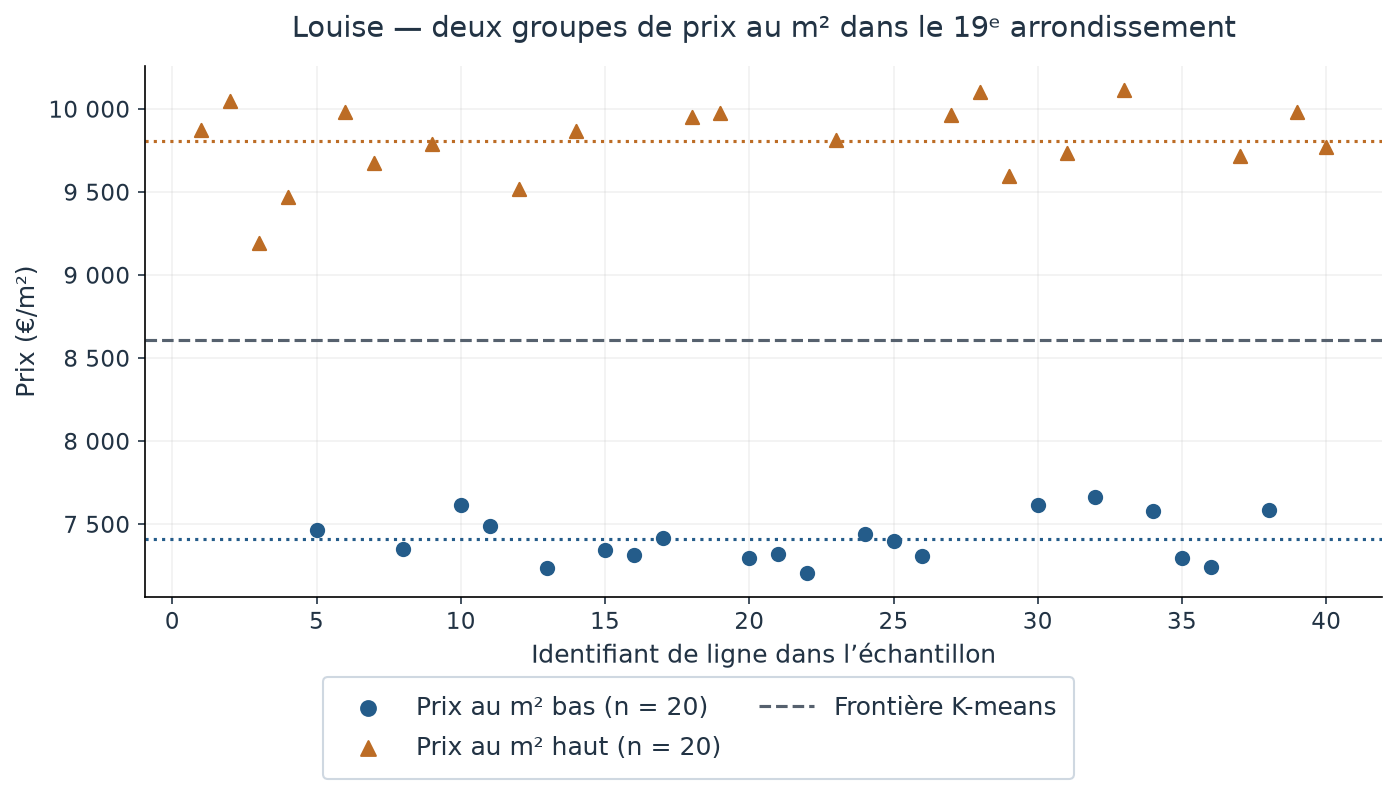 Louise — deux groupes de prix au m² dans le 19ᵉ arrondissement
Prix (€/m²)
10 000
9 500
9 000
8 500
8 000
7 500
0 5 10 15 20 25 30 35 40
Identifiant de ligne dans l’échantillon
Prix au m² bas (n = 20)
Prix au m² haut (n = 20)
Frontière K-means